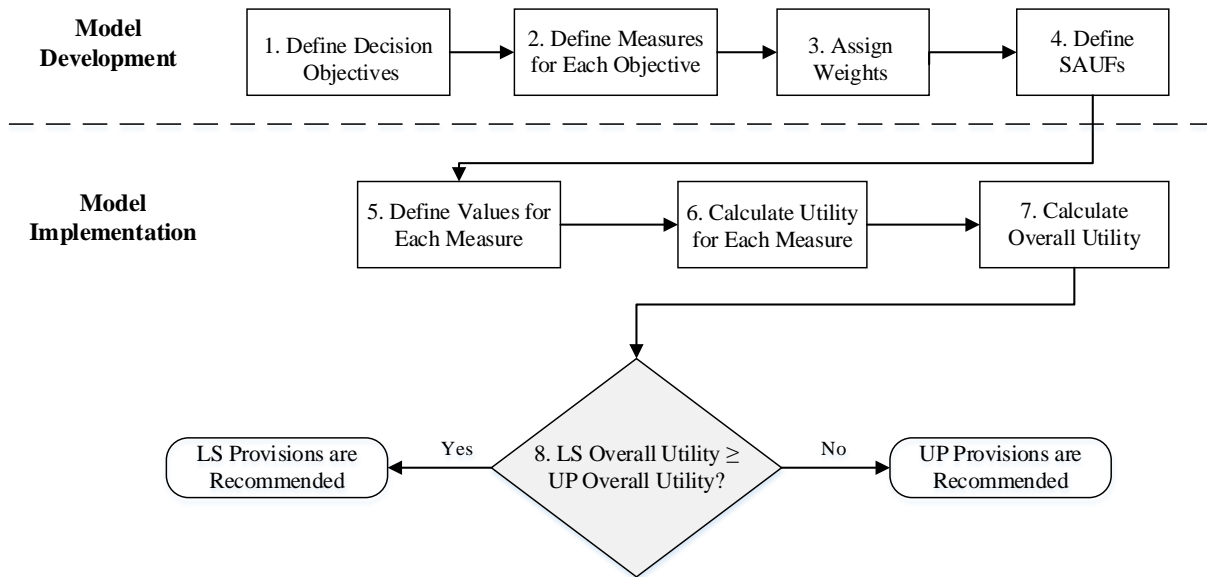 Model
Development
1. Define Decision
Objectives
2. Define Measures
for Each Objective
3. Assign
Weights
4. Define
SAUFs
Model
Implementation
5. Define Values for
Each Measure
6. Calculate Utility
for Each Measure
7. Calculate
Overall Utility
8. LS Overall Utility ≥
UP Overall Utility?
Yes
No
LS Provisions are
Recommended
UP Provisions are
Recommended